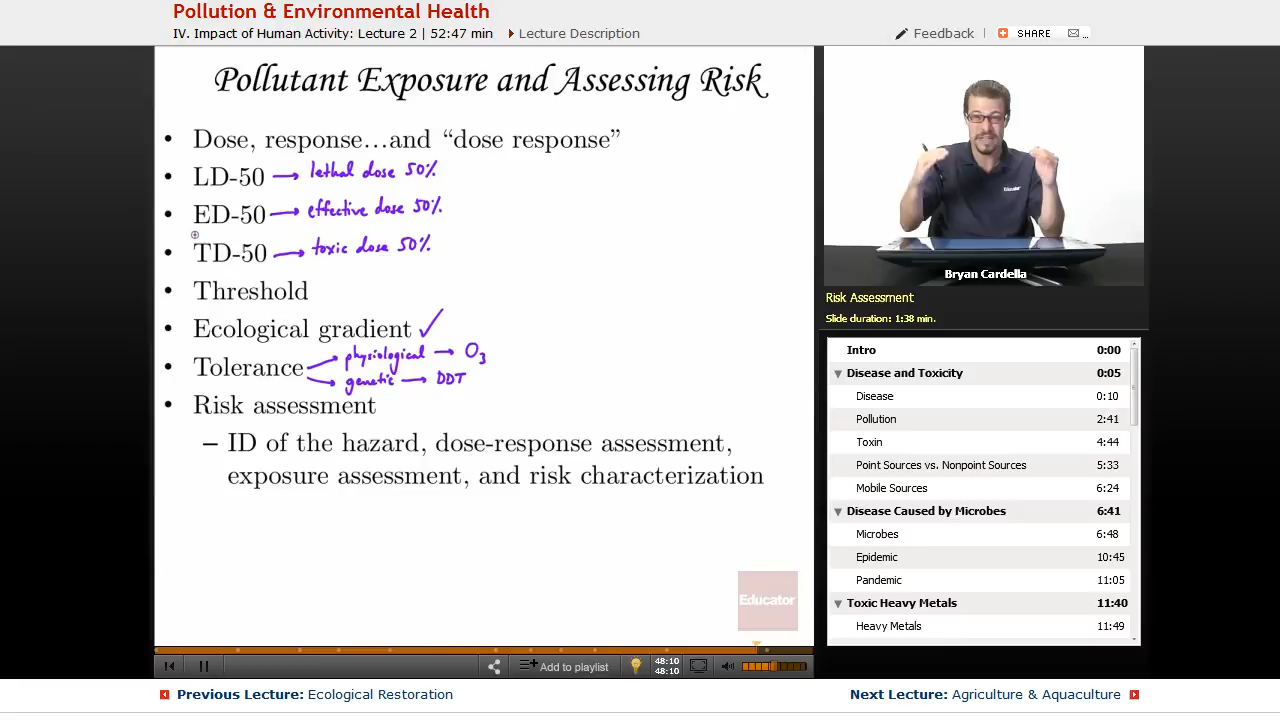 Pollution & Environmental Health
IV. Impact of Human Activity: Lecture 2 | 52:47 min
Lecture Description
Feedback
SHARE
...
Pollutant Exposure and Assessing Risk
• Dose, response...and “dose response”
• LD-50 → lethal dose 50%
• ED-50 → effective dose 50%
• TD-50 → toxic dose 50%
• Threshold
• Ecological gradient ✓
physiological → O3
• Tolerance
genetic → DDT
• Risk assessment
– ID of the hazard, dose-response assessment,
exposure assessment, and risk characterization
Educator
Educator
Bryan Cardella
Risk Assessment
Slide duration: 1:38 min.
Intro 0:00
Disease and Toxicity 0:05
Disease 0:10
Pollution 2:41
Toxin 4:44
Point Sources vs. Nonpoint Sources 5:33
Mobile Sources 6:24
Disease Caused by Microbes 6:41
Microbes 6:48
Epidemic 10:45
Pandemic 11:05
Toxic Heavy Metals 11:40
Heavy Metals 11:49
Add to playlist
48:10
48:10
Previous Lecture: Ecological Restoration
Next Lecture: Agriculture & Aquaculture